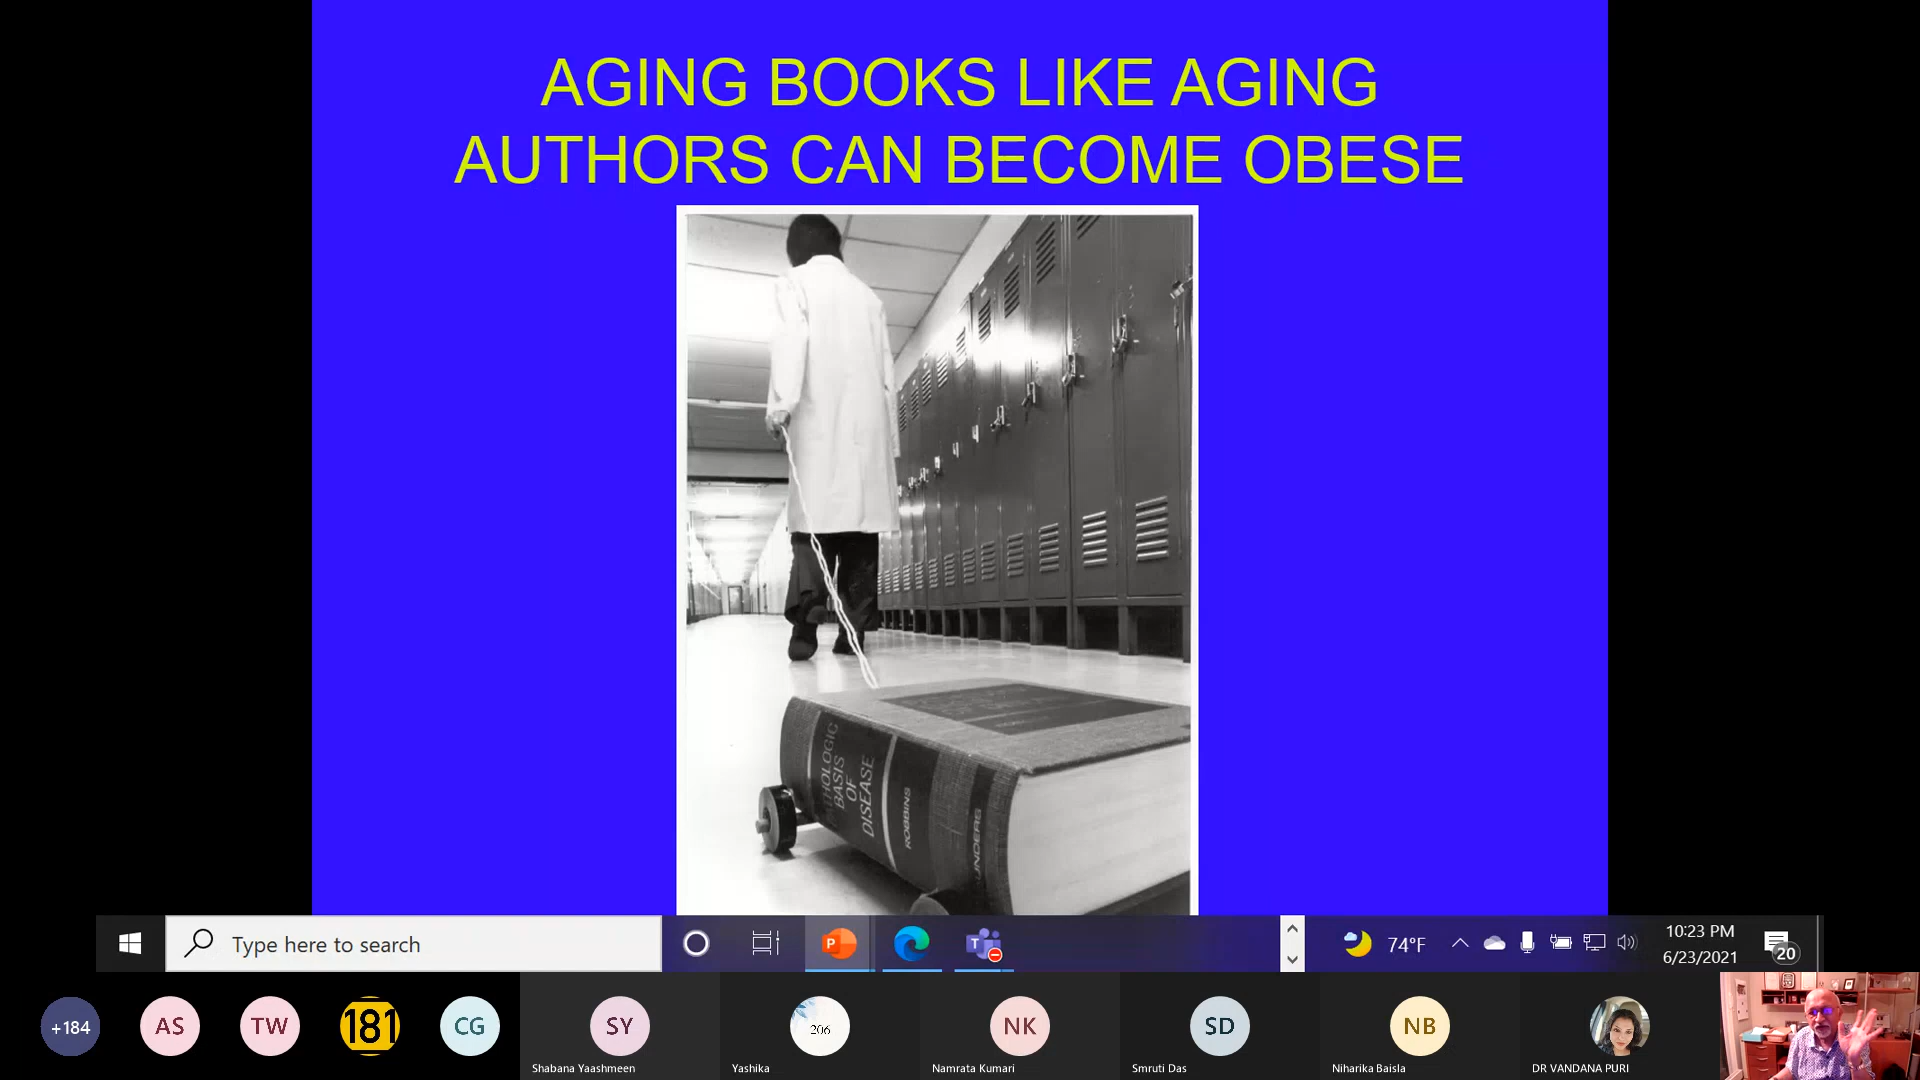 AGING BOOKS LIKE AGING
AUTHORS CAN BECOME OBESE
BASIS
OF
DISEASE
ROBBINS
Type here to search
74°F
10:23 PM
6/23/2021
20
+184
AS
TW
181
CG
SY
206
NK
SD
NB
Shabana Yaashmeen
Yashika
Namrata Kumari
Smruti Das
Niharika Baisla
DR VANDANA PURI